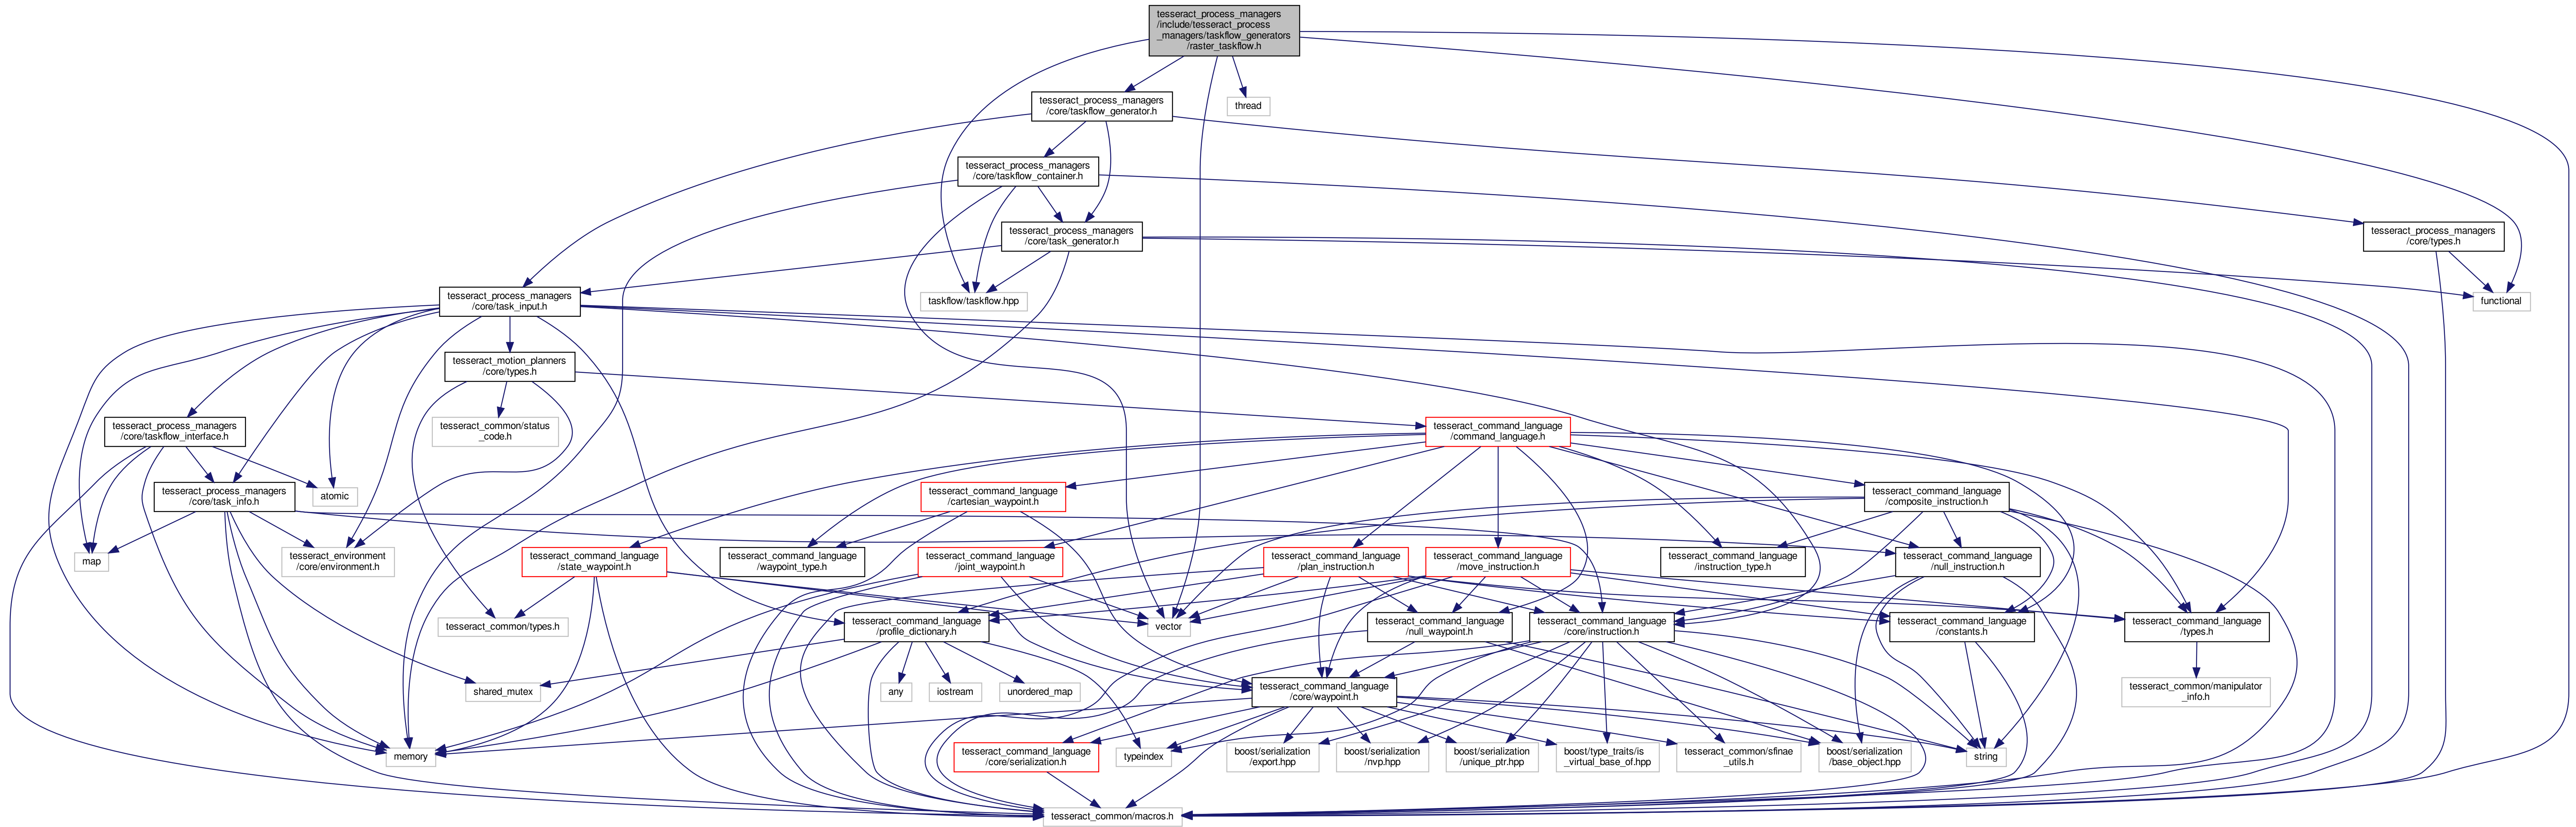 tesseract_process_managers
/include/tesseract_process
_managers/taskflow_generators
/raster_taskflow.h
tesseract_process_managers
/core/taskflow_generator.h
thread
tesseract_process_managers
/core/taskflow_container.h
tesseract_process_managers
/core/task_generator.h
tesseract_process_managers
/core/types.h
tesseract_process_managers
/core/task_input.h
taskflow/taskflow.hpp
functional
tesseract_motion_planners
/core/types.h
tesseract_process_managers
/core/taskflow_interface.h
tesseract_common/status
_code.h
tesseract_command_language
/command_language.h
tesseract_process_managers
/core/task_info.h
atomic
tesseract_command_language
/cartesian_waypoint.h
tesseract_command_language
/composite_instruction.h
map
tesseract_environment
/core/environment.h
tesseract_command_language
/state_waypoint.h
tesseract_command_language
/waypoint_type.h
tesseract_command_language
/joint_waypoint.h
tesseract_command_language
/plan_instruction.h
tesseract_command_language
/move_instruction.h
tesseract_command_language
/instruction_type.h
tesseract_command_language
/null_instruction.h
tesseract_common/types.h
tesseract_command_language
/profile_dictionary.h
vector
tesseract_command_language
/null_waypoint.h
tesseract_command_language
/core/instruction.h
tesseract_command_language
/constants.h
tesseract_command_language
/types.h
shared_mutex
any
iostream
unordered_map
tesseract_command_language
/core/waypoint.h
tesseract_common/manipulator
_info.h
memory
tesseract_command_language
/core/serialization.h
typeindex
boost/serialization
/export.hpp
boost/serialization
/nvp.hpp
boost/serialization
/unique_ptr.hpp
boost/type_traits/is
_virtual_base_of.hpp
tesseract_common/sfinae
_utils.h
boost/serialization
/base_object.hpp
string
tesseract_common/macros.h